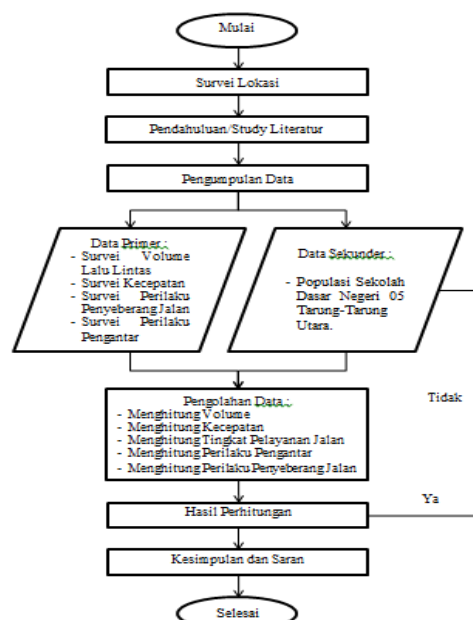 Mulai
Survei Lokasi
Pendahuluan/Study Literatur
Pengumpulan Data
Data Primer :
- Survei Volume
Lalu Lintas
- Survei Kecepatan
- Survei Perilaku
Penyeberang Jalan
- Survei Perilaku
Pengantar
Data Sekunder :
- Populasi Sekolah
Dasar Negeri 05
Tarung-Tarung
Utara.
Tidak
Pengolahan Data :
- Menghitung Volume
- Menghitung Kecepatan
- Menghitung Tingkat Pelayanan Jalan
- Menghitung Perilaku Pengantar
- Menghitung Perilaku Penyeberang Jalan
Ya
Hasil Perhitungan
Kesimpulan dan Saran
Selesai